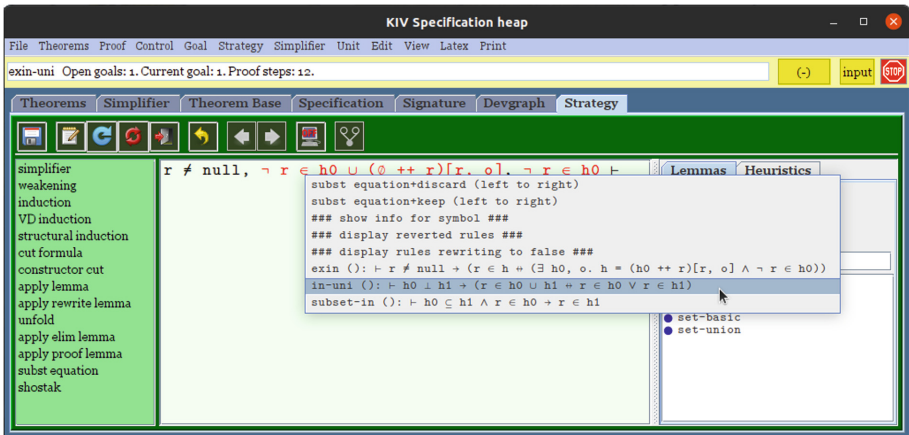 KIV Specification heap
File Theorems Proof Control Goal Strategy Simplifier Unit Edit View Latex Print
exin-uni Open goals: 1. Current goal: 1. Proof steps: 12.
(-)
input
STOP
Theorems Simplifier Theorem Base Specification Signature Devgraph Strategy
simplifier
weakening
induction
VD induction
structural induction
cut formula
constructor cut
apply lemma
apply rewrite lemma
unfold
apply elim lemma
apply proof lemma
subst equation
shostak
r ≠ null, ¬ r ∈ h0 ∪ (∅ ++ r)[r, o], ¬ r ∈ h0 ⊢
subst equation+discard (left to right)
subst equation+keep (left to right)
### show info for symbol ###
### display reverted rules ###
### display rules rewriting to false ###
exin (): ⊢ r ≠ null → (r ∈ h ↔ (∃ h0, o. h = (h0 ++ r)[r, o] ∧ ¬ r ∈ h0))
in-uni (): ⊢ h0 ⊥ h1 → (r ∈ h0 ∪ h1 ↔ r ∈ h0 ∨ r ∈ h1)
subset-in (): ⊢ h0 ⊆ h1 ∧ r ∈ h0 → r ∈ h1
Lemmas Heuristics
set-basic
set-union